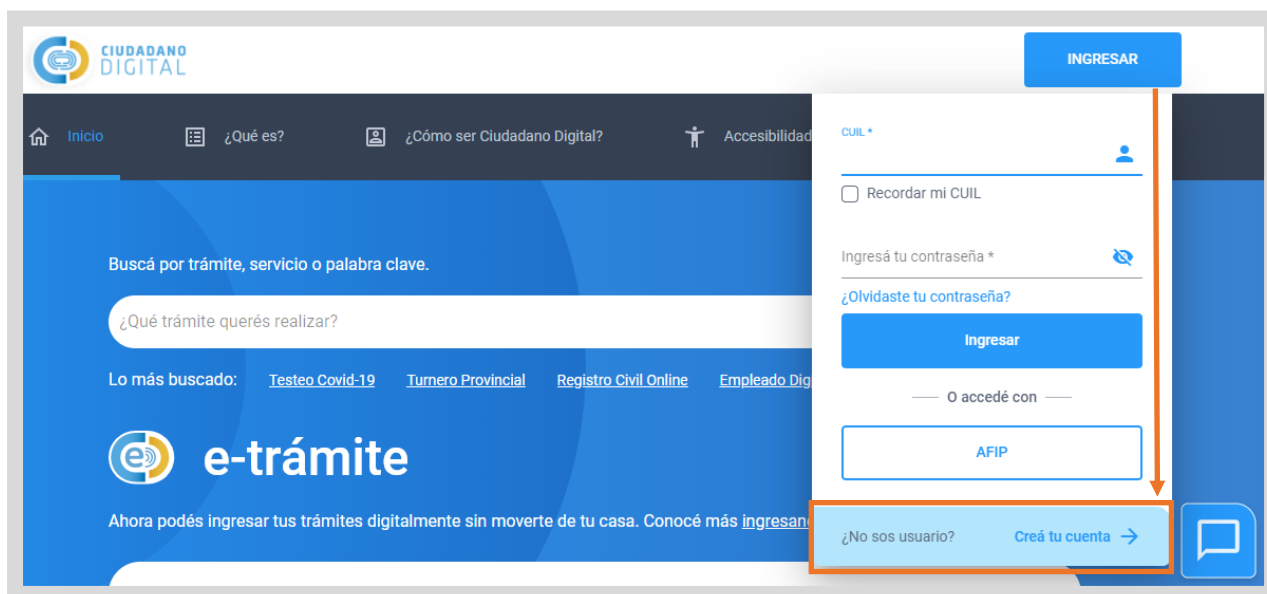 CIUDADANO
DIGITAL
INGRESAR
Inicio
¿Qué es?
¿Cómo ser Ciudadano Digital?
Accesibilidad
CUIL *
Recordar mi CUIL
Ingresá tu contraseña *
¿Olvidaste tu contraseña?
Ingresar
O accedé con
AFIP
¿No sos usuario? Creá tu cuenta
Buscá por trámite, servicio o palabra clave.
¿Qué trámite querés realizar?
Lo más buscado: Testeo Covid-19 Turnero Provincial Registro Civil Online Empleado Dig
e-trámite
Ahora podés ingresar tus trámites digitalmente sin moverte de tu casa. Conocé más ingresan